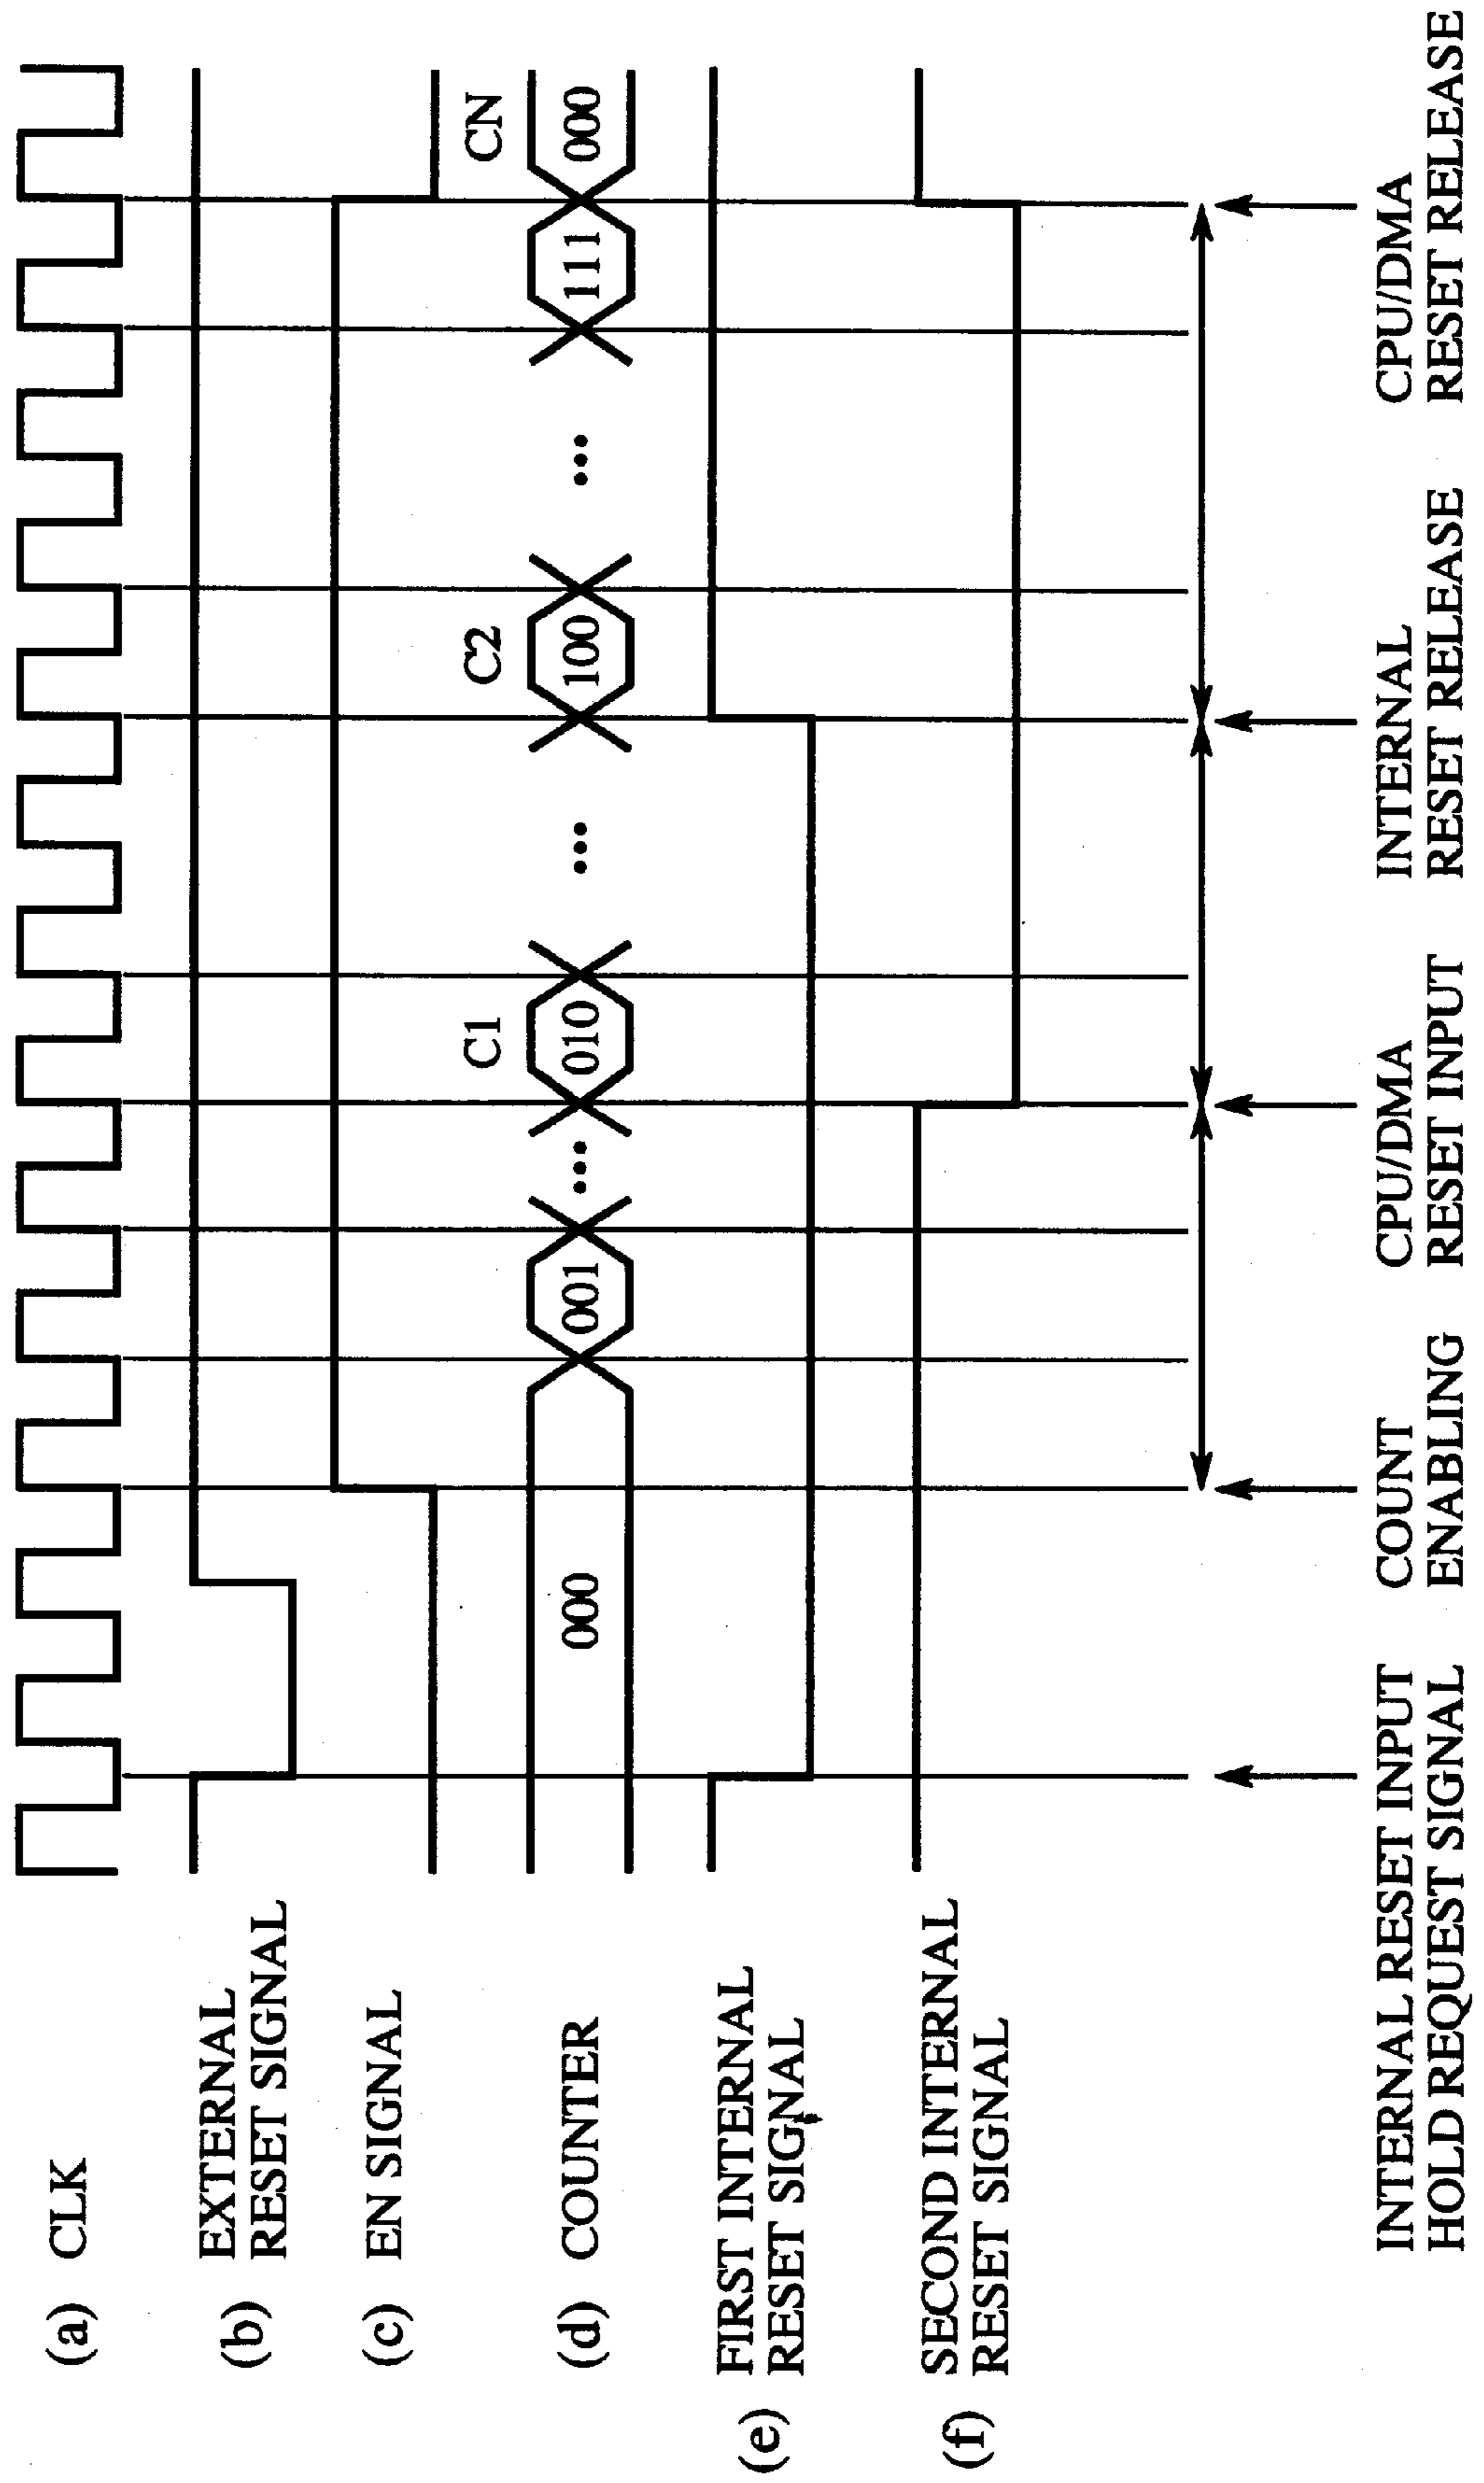 (a) CLK
(b) EXTERNAL
RESET SIGNAL
(c) EN SIGNAL
C1
C2
CN
(d) COUNTER 000 001 ... 010 ... 100 ... 111 000
(e) FIRST INTERNAL
RESET SIGNAL
(f) SECOND INTERNAL
RESET SIGNAL
INTERNAL RESET INPUT
HOLD REQUEST SIGNAL
COUNT
ENABLING
CPU/DMA
RESET INPUT
INTERNAL
RESET RELEASE
CPU/DMA
RESET RELEASE